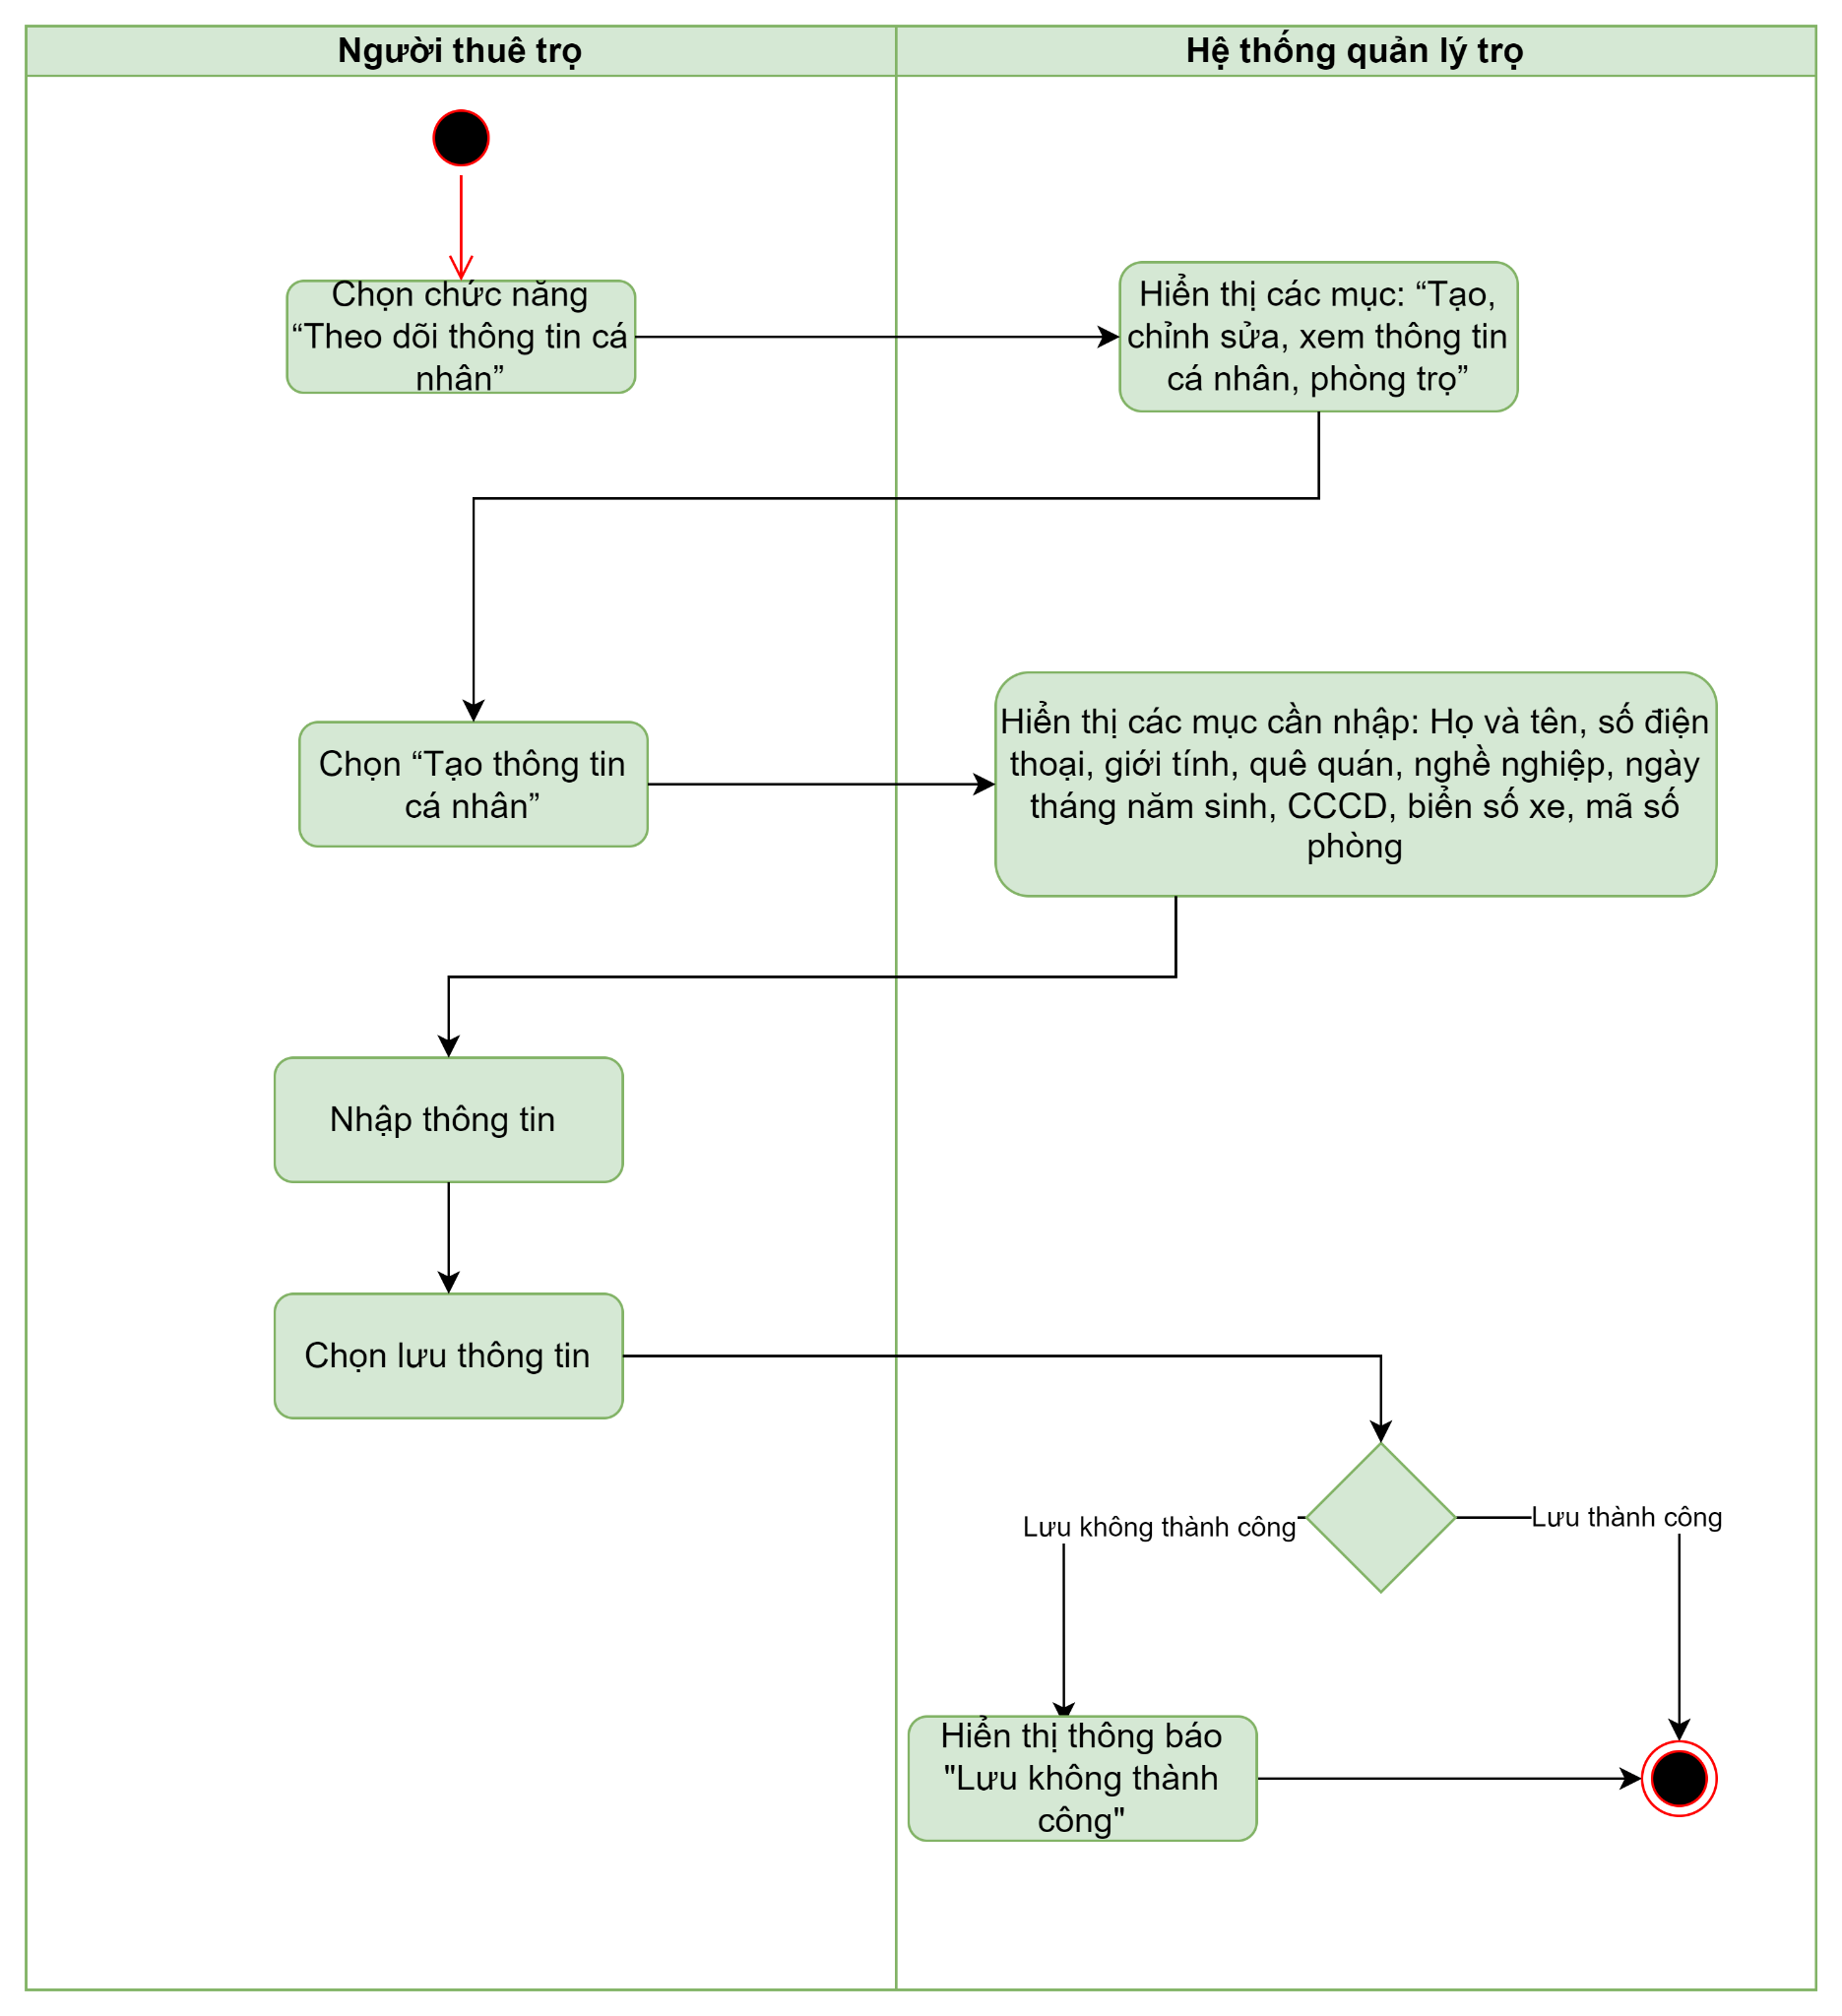 Người thuê trọ
Hệ thống quản lý trọ
Chọn chức năng
“Theo dõi thông tin cá
nhân”
Hiển thị các mục: “Tạo,
chỉnh sửa, xem thông tin
cá nhân, phòng trọ”
Chọn “Tạo thông tin
cá nhân”
Hiển thị các mục cần nhập: Họ và tên, số điện
thoại, giới tính, quê quán, nghề nghiệp, ngày
tháng năm sinh, CCCD, biển số xe, mã số
phòng
Nhập thông tin
Chọn lưu thông tin
Lưu không thành công
Lưu thành công
Hiển thị thông báo
"Lưu không thành
công"